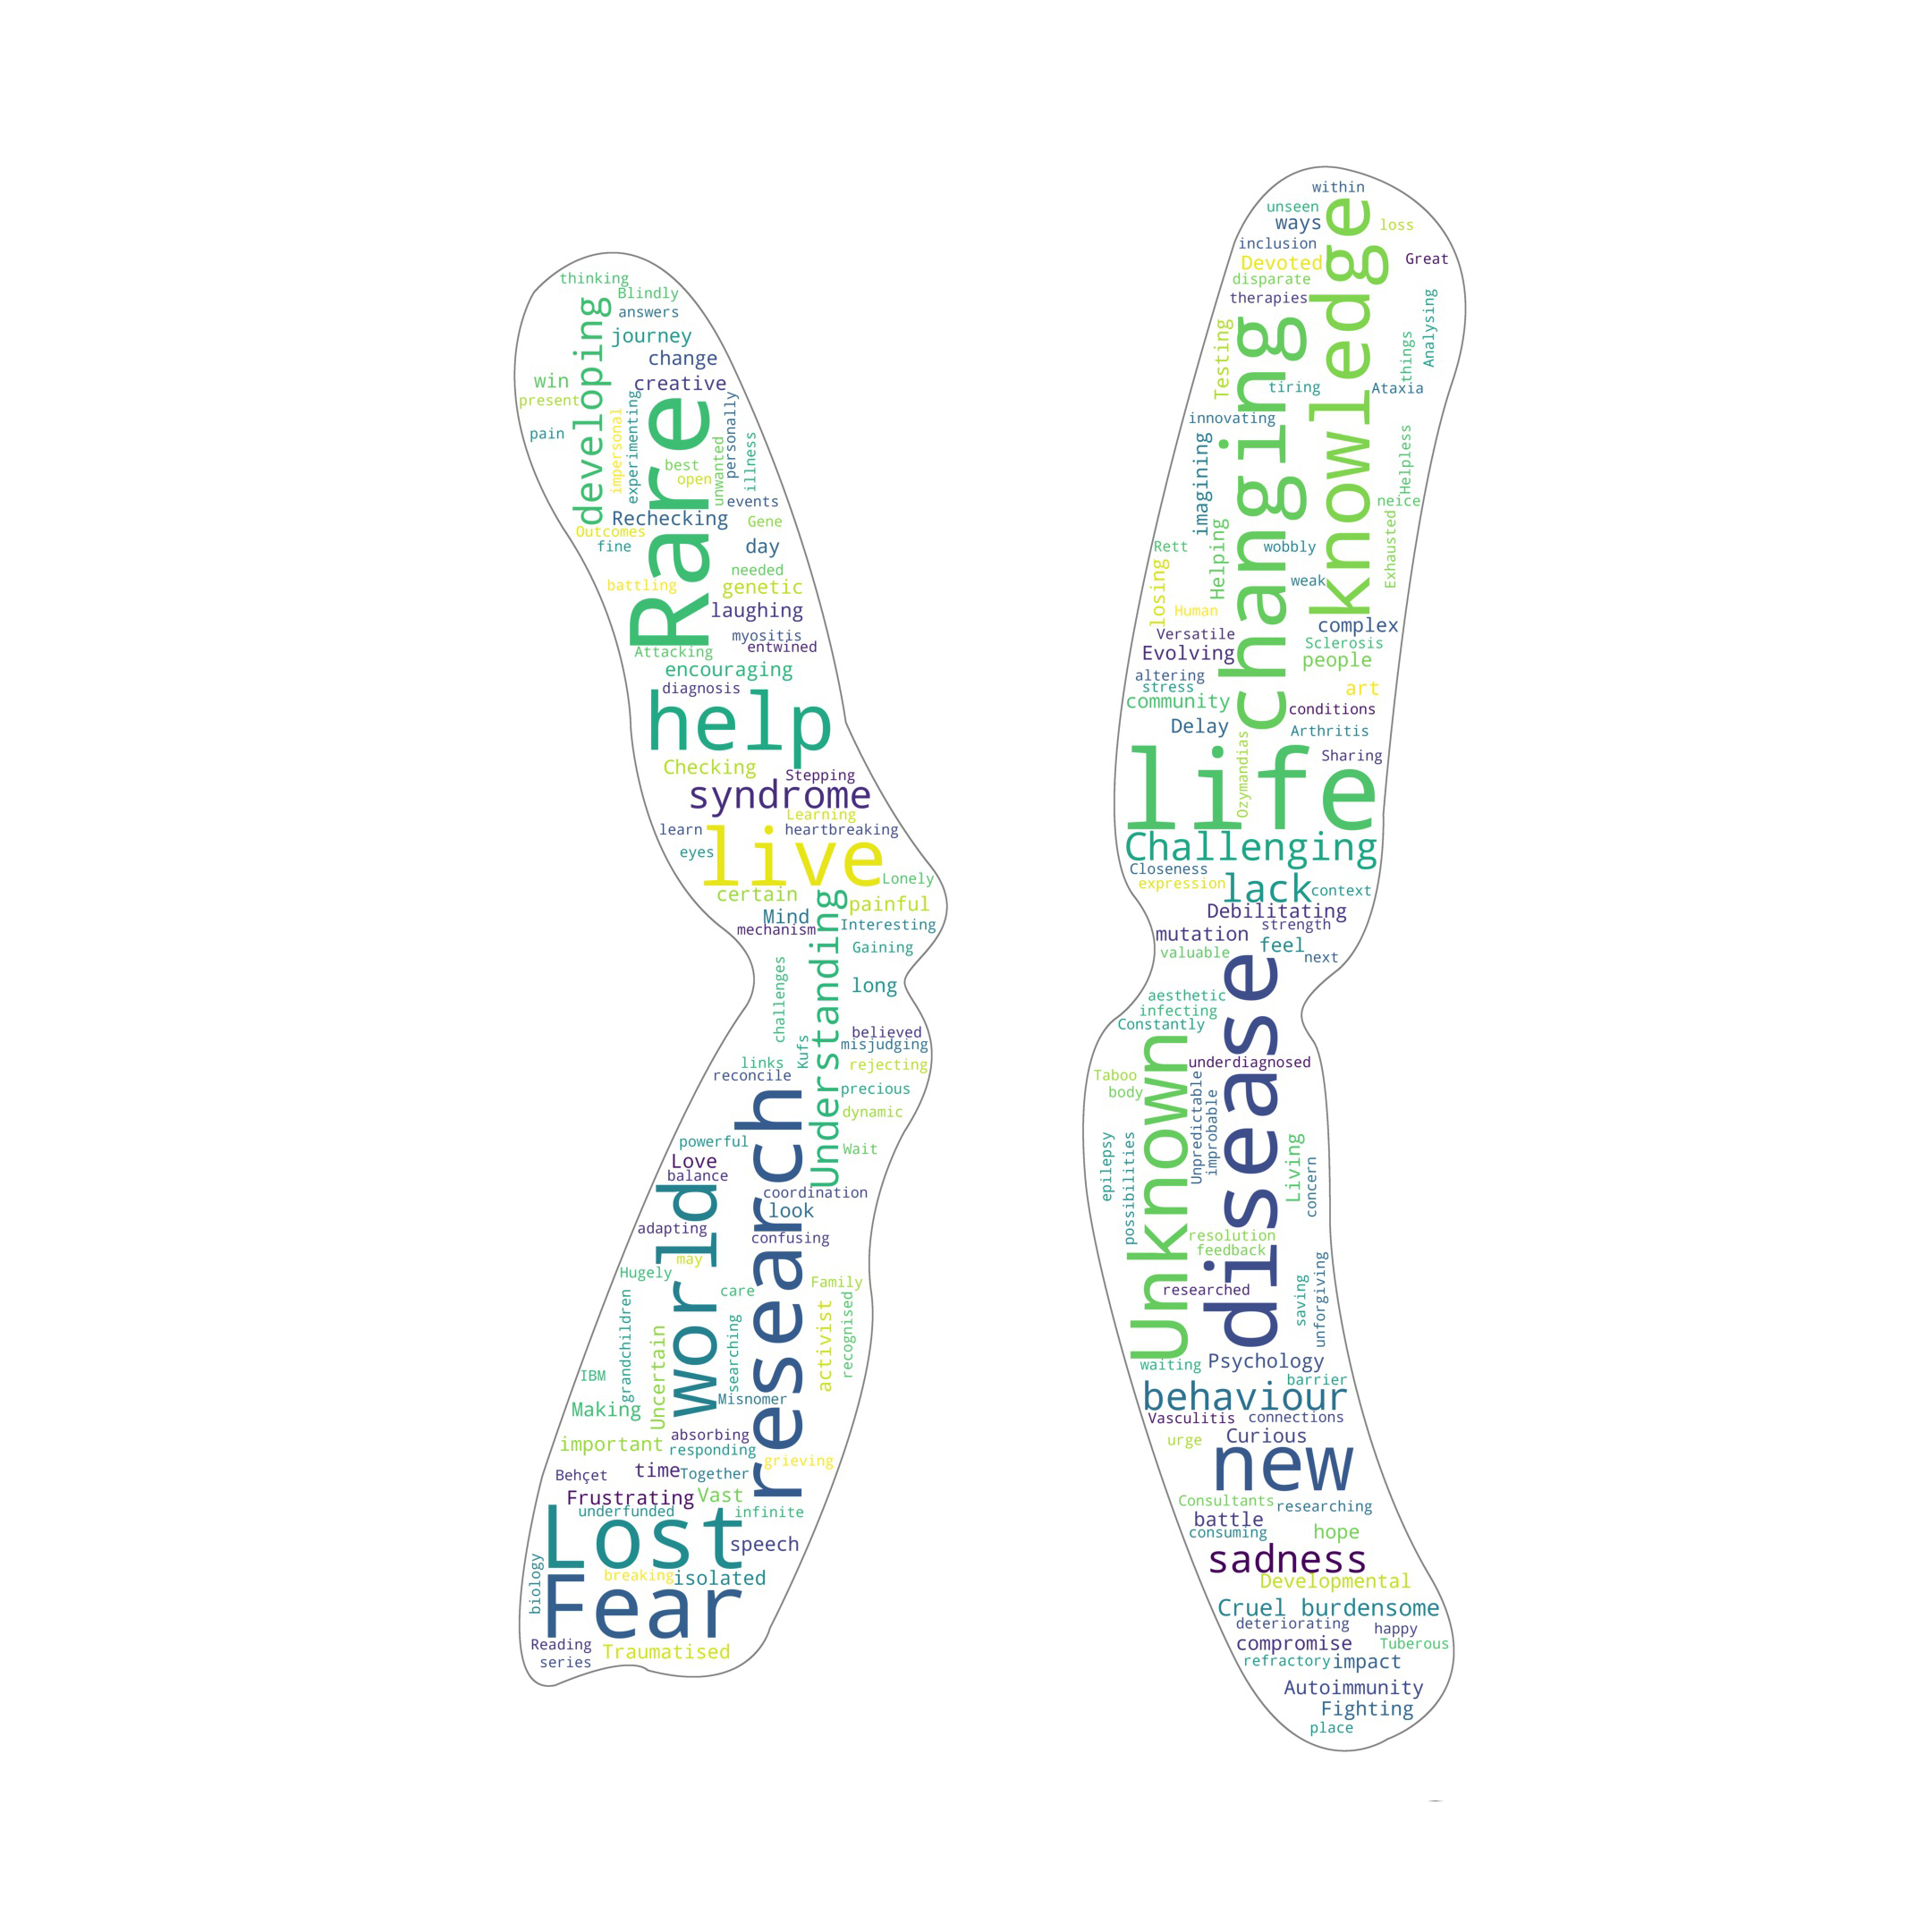 thinking
Blindly
answers
developing
journey
change
win
creative
present
pain
impersonal
experimenting
Rare
personally
best
open
unwanted
illness
events
Rechecking
Gene
Outcomes
fine
day
needed
battling
genetic
laughing
myositis
entwined
Attacking
encouraging
diagnosis
help
Checking
Stepping
syndrome
Learning
learn
heartbreaking
eyes
live
Lonely
certain
painful
Mind
Interesting
mechanism
Understanding
Gaining
challenges
long
Kufs
believed
misjudging
links
rejecting
reconcile
precious
research
dynamic
powerful
Wait
Love
balance
world
coordination
look
adapting
confusing
may
Hugely
care
Family
grandchildren
Uncertain
searching
activist
recognised
IBM
Misnomer
Making
absorbing
important
responding
grieving
Behçet
time
Together
Frustrating
Vast
underfunded
infinite
Lost
speech
biology
breaking
isolated
Fear
Reading
Traumatised
series
within
unseen
knowledge
ways
loss
inclusion
Devoted
Great
disparate
therapies
Testing
changing
things
Analysing
tiring
Ataxia
innovating
imagining
Helpless
neice
Helping
Exhausted
Rett
wobbly
losing
weak
Human
complex
Versatile
Sclerosis
Evolving
people
altering
stress
art
community
conditions
Delay
Arthritis
Ozymandias
Sharing
life
Challenging
Closeness
expression
lack
context
Debilitating
strength
mutation
feel
valuable
next
disease
aesthetic
infecting
Constantly
Unknown
underdiagnosed
Taboo
body
Unpredictable
improbable
epilepsy
possibilities
Living
concern
resolution
feedback
researched
saving
unforgiving
waiting
Psychology
barrier
behaviour
Vasculitis
connections
urge
Curious
new
Consultants
researching
battle
consuming
hope
sadness
Developmental
Cruel burdensome
deteriorating
happy
compromise
Tuberous
refractory
impact
Autoimmunity
Fighting
place